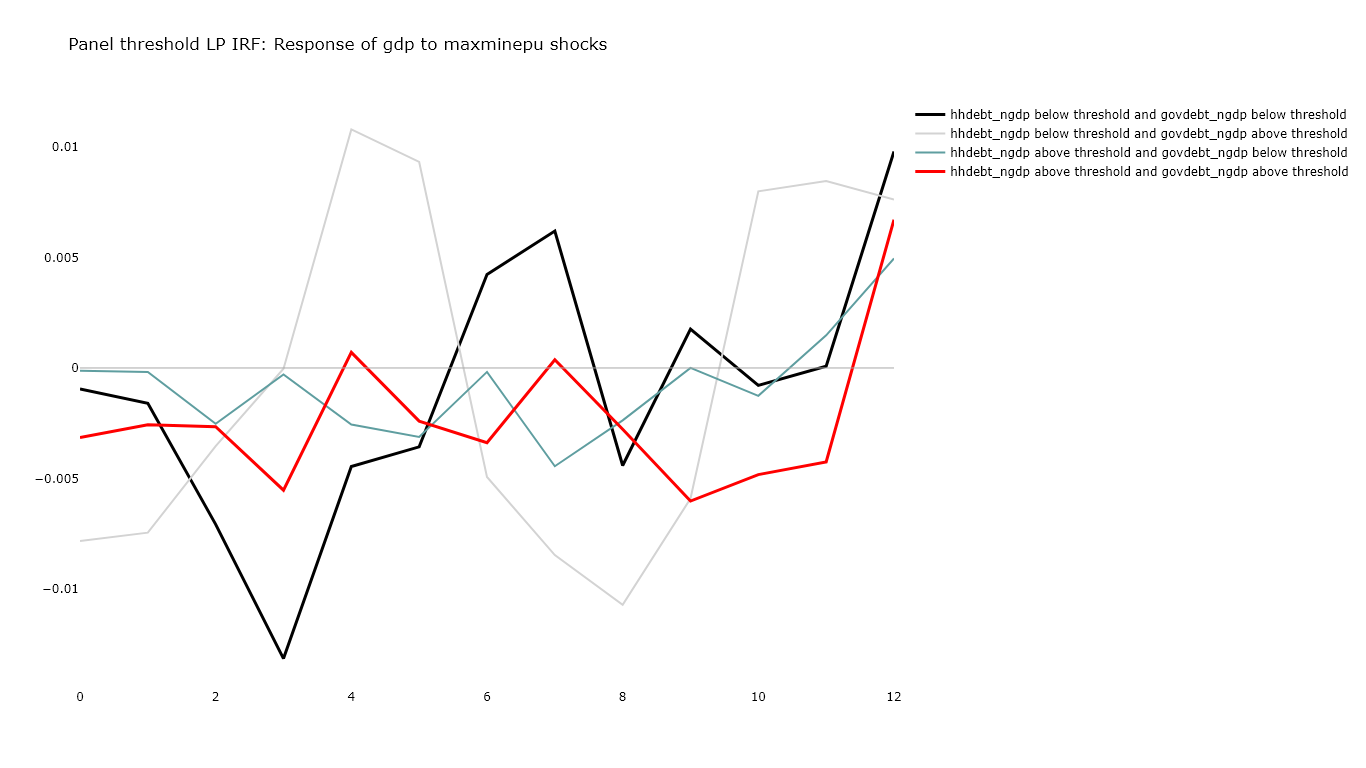 Panel threshold LP IRF: Response of gdp to maxminepu shocks
hhdebt_ngdp below threshold and govdebt_ngdp below threshold
hhdebt_ngdp below threshold and govdebt_ngdp above threshold
hhdebt_ngdp above threshold and govdebt_ngdp below threshold
hhdebt_ngdp above threshold and govdebt_ngdp above threshold
0.01
0.005
0
−0.005
−0.01
0 2 4 6 8 10 12